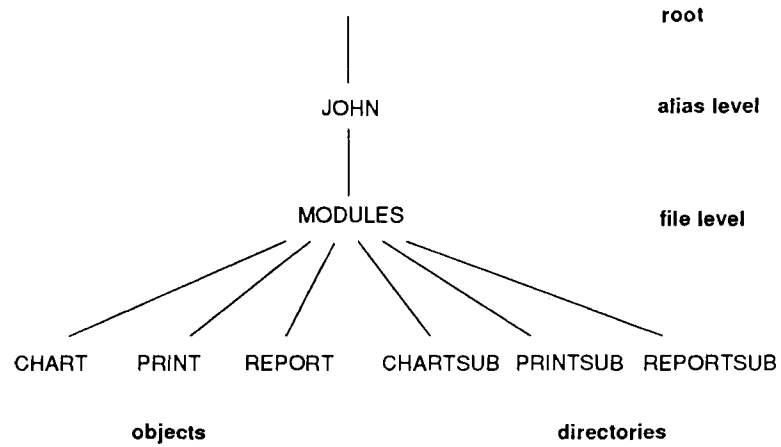 root
JOHN alias level
MODULES file level
CHART PRINT REPORT CHARTSUB PRINTSUB REPORTSUB
objects directories